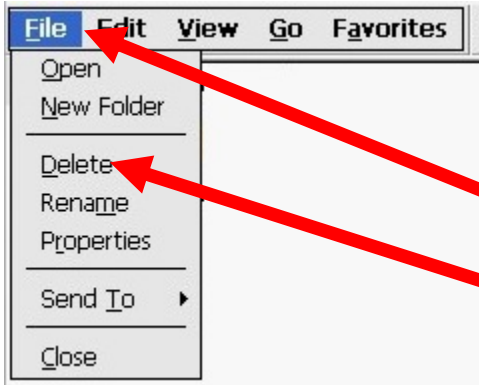 File Edit View Go Favorites
Open
New Folder
Delete
Rename
Properties
Send To
Close